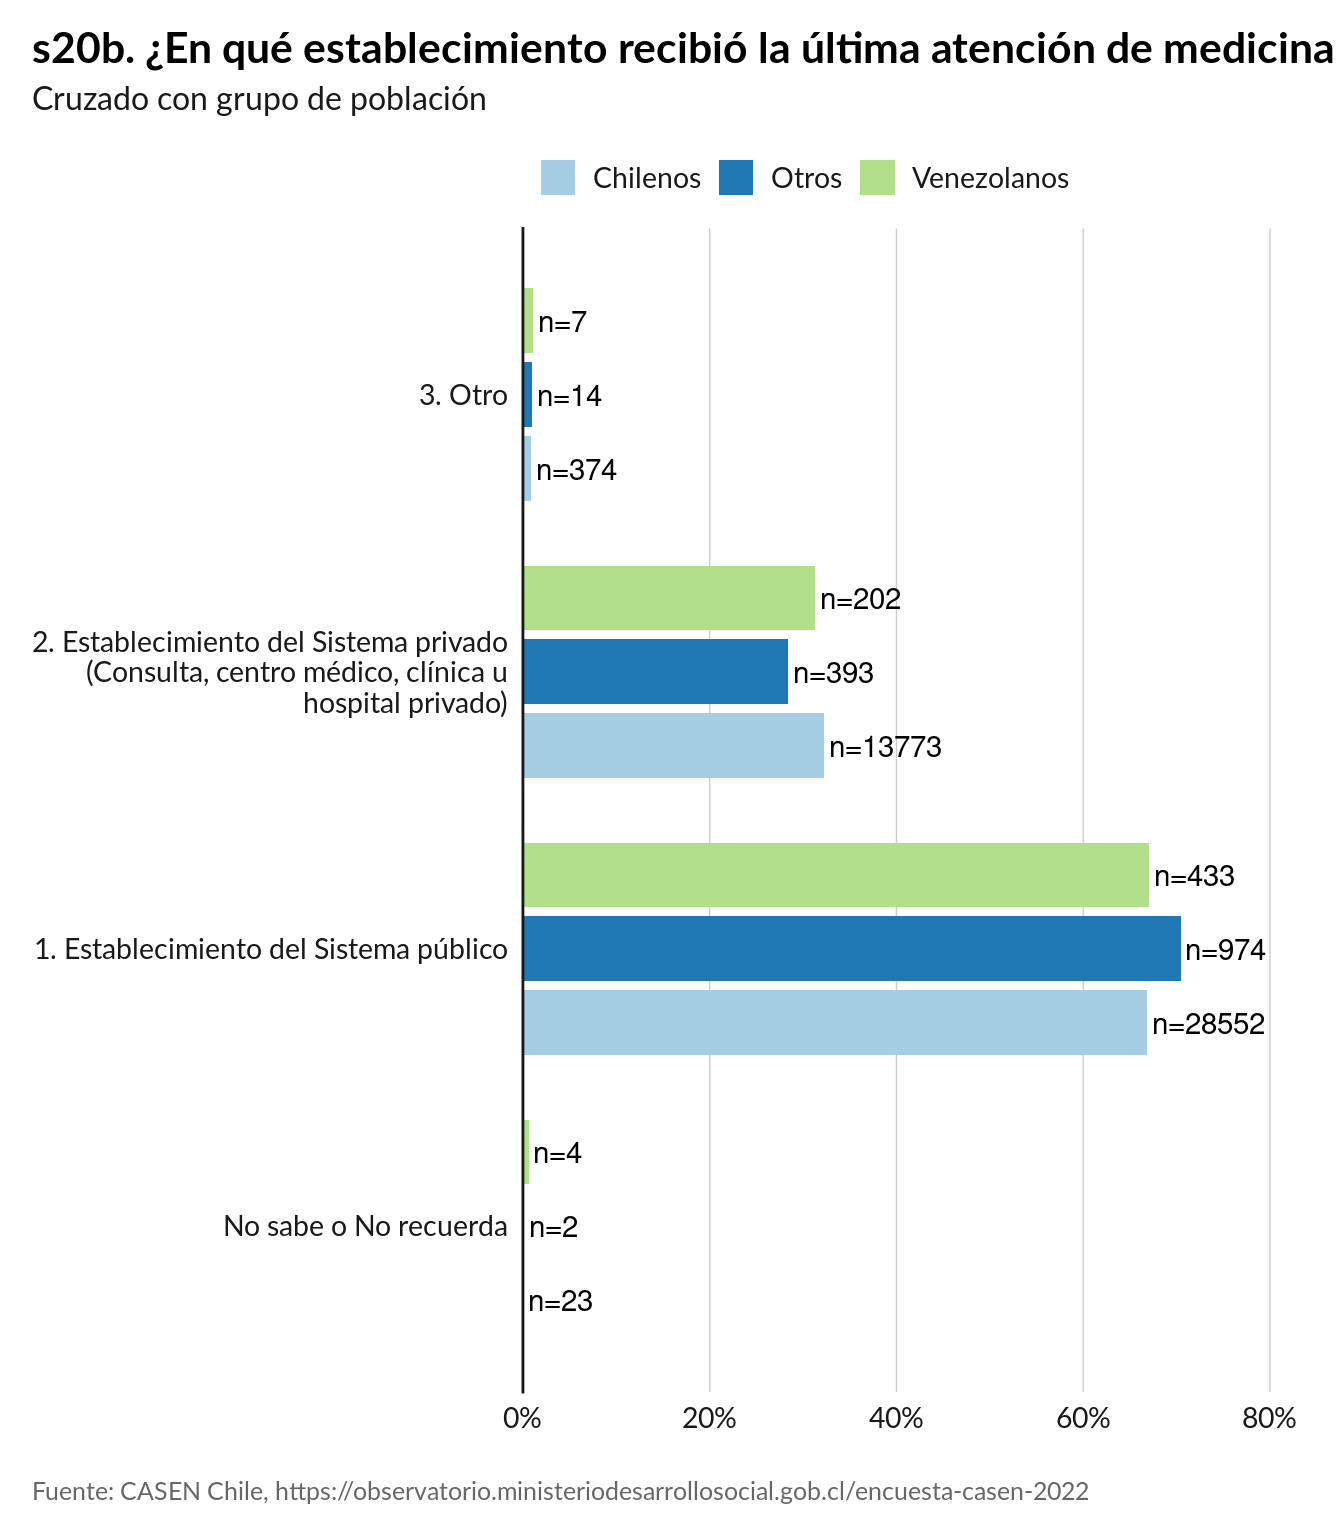 s20b. ¿En qué establecimiento recibió la última atención de medicina
Cruzado con grupo de población
Chilenos
Otros
Venezolanos
n=7
3. Otro
n=14
n=374
n=202
2. Establecimiento del Sistema privado
(Consulta, centro médico, clínica u
hospital privado)
n=393
n=13773
n=433
1. Establecimiento del Sistema público
n=974
n=28552
n=4
No sabe o No recuerda
n=2
n=23
0%
20%
40%
60%
80%
Fuente: CASEN Chile, https://observatorio.ministeriodesarrollosocial.gob.cl/encuesta-casen-2022